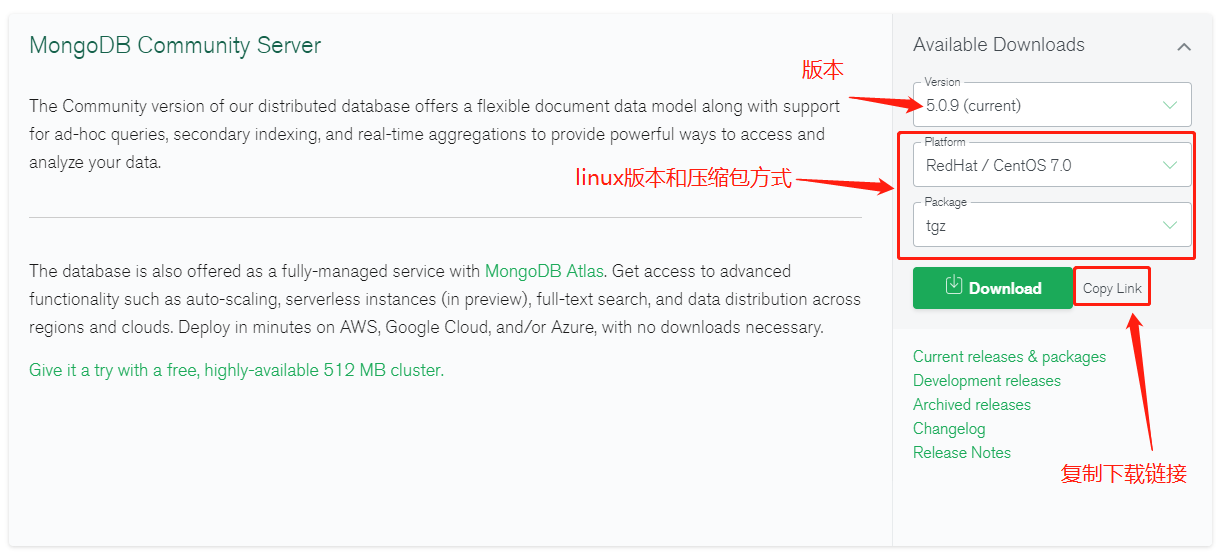 MongoDB Community Server
The Community version of our distributed database offers a flexible document data model along with support
for ad-hoc queries, secondary indexing, and real-time aggregations to provide powerful ways to access and
analyze your data.
The database is also offered as a fully-managed service with MongoDB Atlas. Get access to advanced
functionality such as auto-scaling, serverless instances (in preview), full-text search, and data distribution across
regions and clouds. Deploy in minutes on AWS, Google Cloud, and/or Azure, with no downloads necessary.
Give it a try with a free, highly-available 512 MB cluster.
版本
linux版本和压缩包方式
Available Downloads
Version
5.0.9 (current)
Platform
RedHat / CentOS 7.0
Package
tgz
Download
Copy Link
Current releases & packages
Development releases
Archived releases
Changelog
Release Notes
复制下载链接